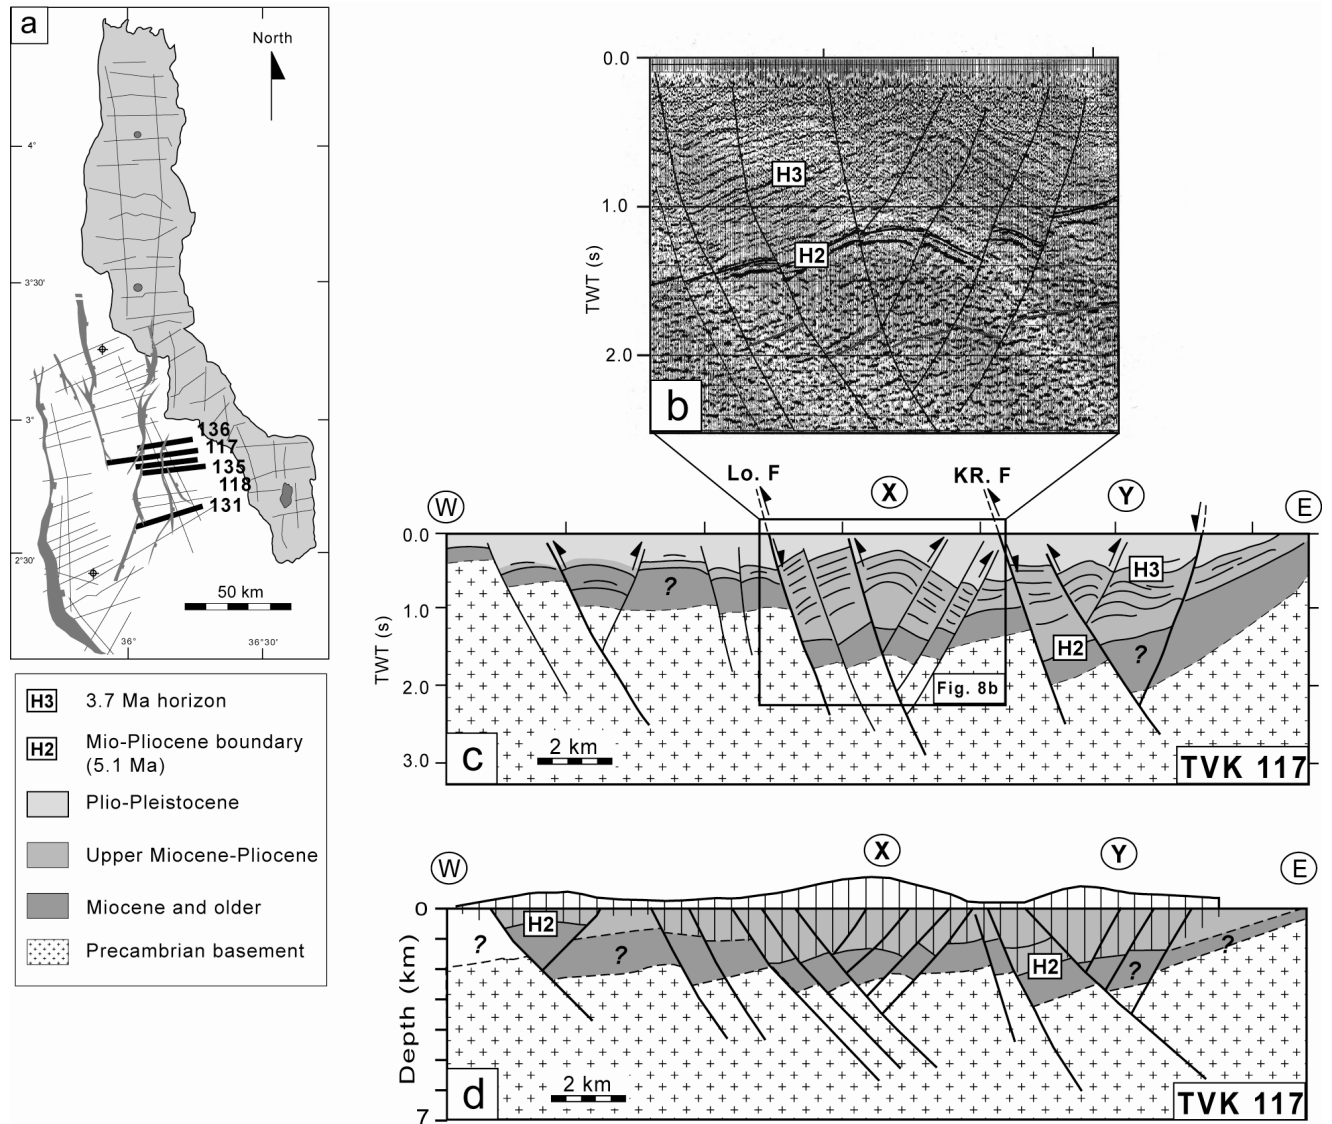 a
North
4°
3°30'
3°
2°30'
36°
36°30'
136
117
135
118
131
50 km
H3 3.7 Ma horizon
H2 Mio-Pliocene boundary
(5.1 Ma)
Plio-Pleistocene
Upper Miocene-Pliocene
Miocene and older
Precambrian basement
0.0
1.0
2.0
TWT (s)
H3
H2
b
Lo. F
X
KR. F
Y
W
E
0.0
1.0
2.0
3.0
TWT (s)
?
H3
H2
?
Fig. 8b
c
2 km
TVK 117
W
X
Y
E
0
7
Depth (km)
?
H2
?
H2
?
?
d
2 km
TVK 117